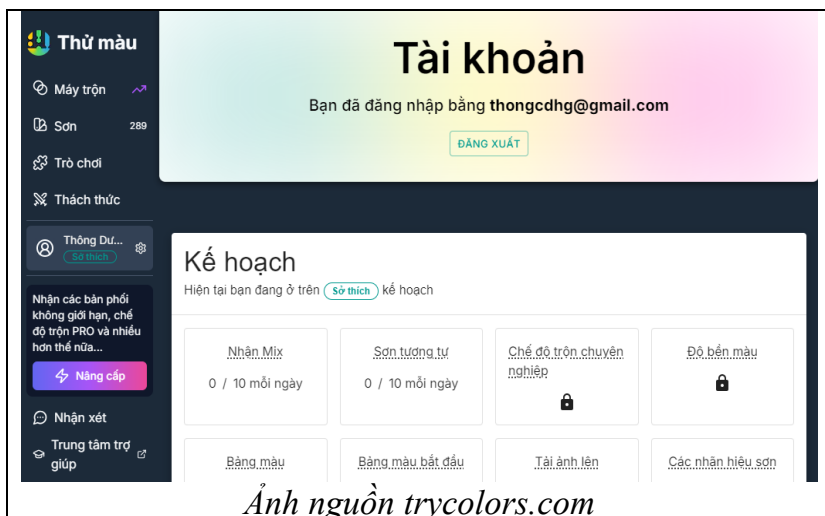 Thử màu
Máy trộn
Sơn 289
Trò chơi
Thách thức
Thông Dư...
Sở thích
Nhận các bản phối
không giới hạn, chế
độ trộn PRO và nhiều
hơn thế nữa...
Nâng cấp
Nhận xét
Trung tâm trợ
giúp
Tài khoản
Bạn đã đăng nhập bằng thongcdhg@gmail.com
ĐĂNG XUẤT
Kế hoạch
Hiện tại bạn đang ở trên Sở thích kế hoạch
Nhận Mix
0 / 10 mỗi ngày
Sơn tương tự
0 / 10 mỗi ngày
Chế độ trộn chuyên
nghiệp
Độ bền màu
Bảng màu
Bảng màu bắt đầu
Tải ảnh lên
Các nhãn hiệu sơn
Ảnh nguồn trycolors.com